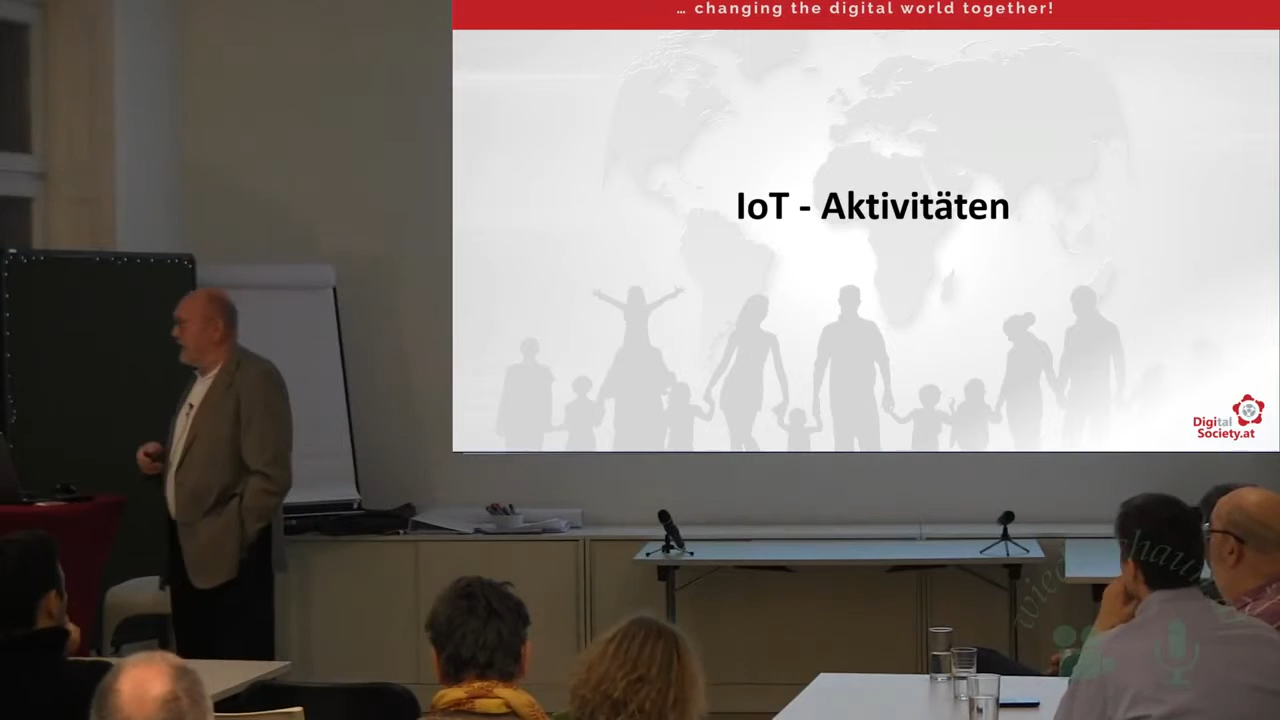 … changing the digital world together!
IoT - Aktivitäten
Digital
Society.at